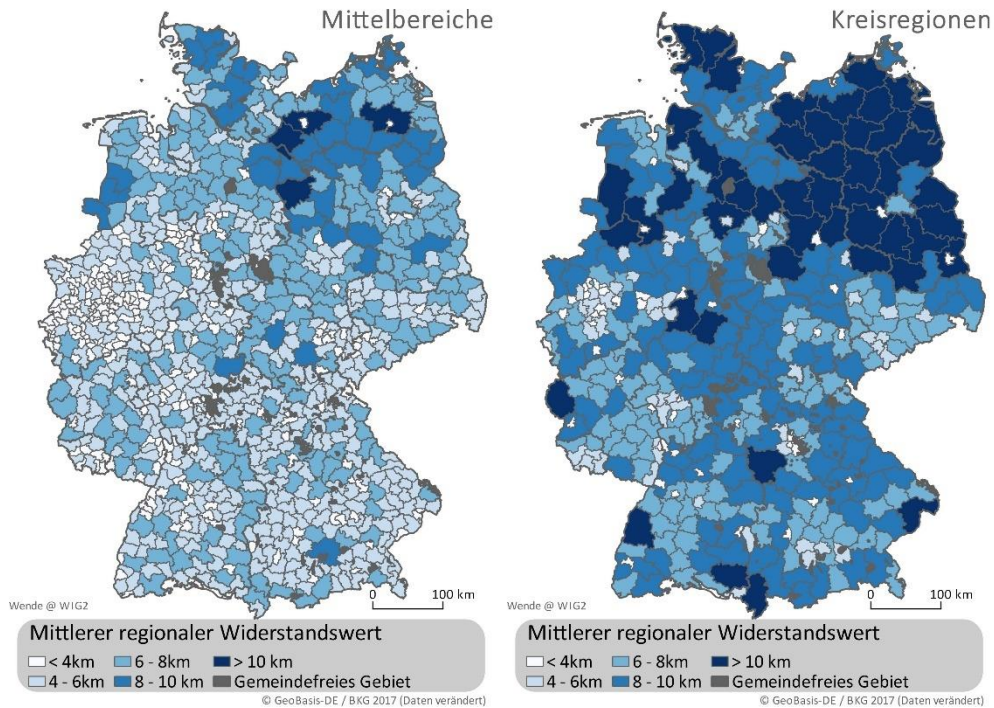 Mittelbereiche
0 100 km
Wende @ WIG2
Mittlerer regionaler Widerstandswert
< 4km 6 - 8km > 10 km
4 - 6km 8 - 10 km Gemeindefreies Gebiet
© GeoBasis-DE / BKG 2017 (Daten verändert)
Kreisregionen
0 100 km
Wende @ WIG2
Mittlerer regionaler Widerstandswert
< 4km 6 - 8km > 10 km
4 - 6km 8 - 10 km Gemeindefreies Gebiet
© GeoBasis-DE / BKG 2017 (Daten verändert)